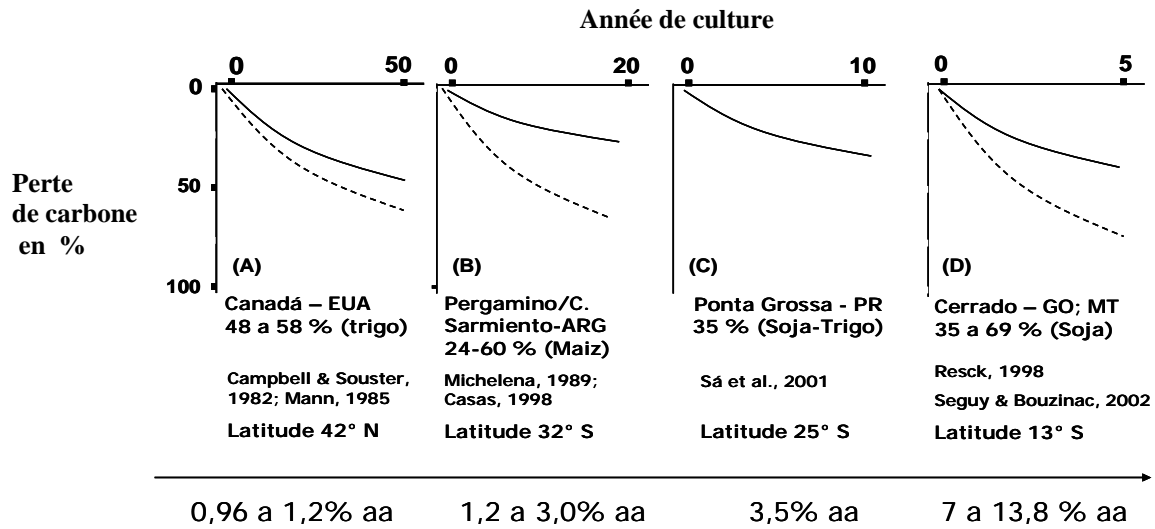 Année de culture
0 50
0 20
0 10
0 5
0
50
100
Perte
de carbone
en %
(A)
Canadá – EUA
48 a 58 % (trigo)
Campbell & Souster,
1982; Mann, 1985
Latitude 42° N
(B)
Pergamino/C.
Sarmiento-ARG
24-60 % (Maiz)
Michelena, 1989;
Casas, 1998
Latitude 32° S
(C)
Ponta Grossa - PR
35 % (Soja-Trigo)
Sá et al., 2001
Latitude 25° S
(D)
Cerrado – GO; MT
35 a 69 % (Soja)
Resck, 1998
Seguy & Bouzinac, 2002
Latitude 13° S
0,96 a 1,2% aa
1,2 a 3,0% aa
3,5% aa
7 a 13,8 % aa